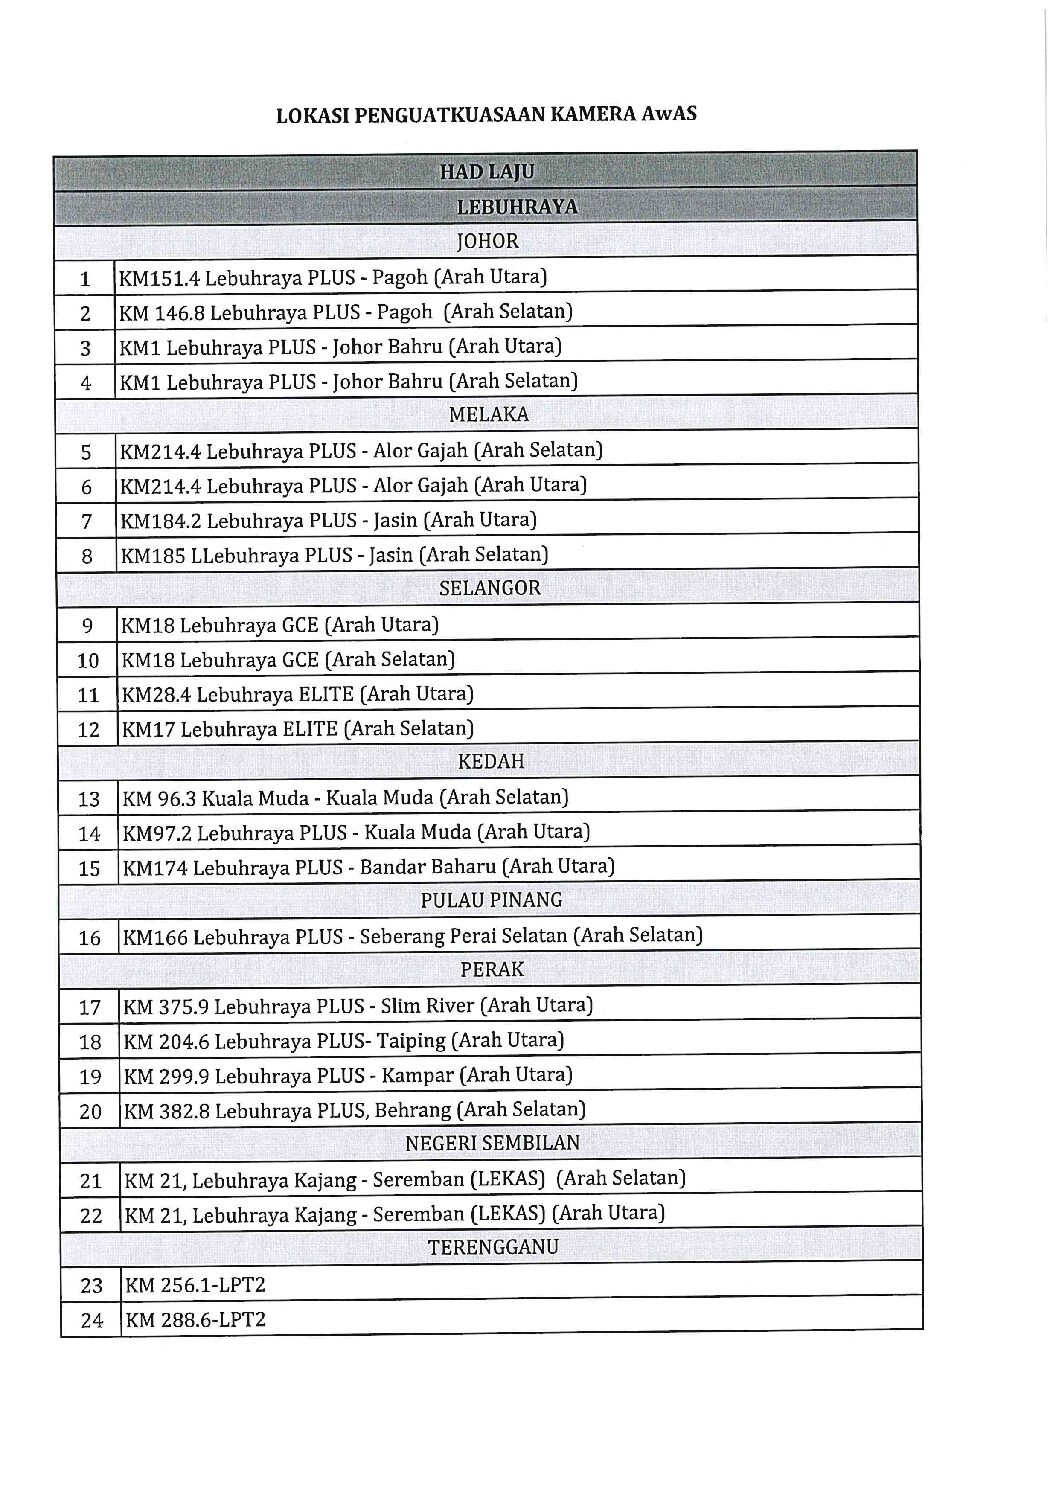 LOKASI PENGUATKUASAAN KAMERA AwAS
HAD LAJU
LEBUHRAYA
JOHOR
1 KM151.4 Lebuhraya PLUS - Pagoh (Arah Utara)
2 KM 146.8 Lebuhraya PLUS - Pagoh (Arah Selatan)
3 KM1 Lebuhraya PLUS - Johor Bahru (Arah Utara)
4 KM1 Lebuhraya PLUS - Johor Bahru (Arah Selatan)
MELAKA
5 KM214.4 Lebuhraya PLUS - Alor Gajah (Arah Selatan)
6 KM214.4 Lebuhraya PLUS - Alor Gajah (Arah Utara)
7 KM184.2 Lebuhraya PLUS - Jasin (Arah Utara)
8 KM185 LLebuhraya PLUS - Jasin (Arah Selatan)
SELANGOR
9 KM18 Lebuhraya GCE (Arah Utara)
10 KM18 Lebuhraya GCE (Arah Selatan)
11 KM28.4 Lebuhraya ELITE (Arah Utara)
12 KM17 Lebuhraya ELITE (Arah Selatan)
KEDAH
13 KM 96.3 Kuala Muda - Kuala Muda (Arah Selatan)
14 KM97.2 Lebuhraya PLUS - Kuala Muda (Arah Utara)
15 KM174 Lebuhraya PLUS - Bandar Baharu (Arah Utara)
PULAU PINANG
16 KM166 Lebuhraya PLUS - Seberang Perai Selatan (Arah Selatan)
PERAK
17 KM 375.9 Lebuhraya PLUS - Slim River (Arah Utara)
18 KM 204.6 Lebuhraya PLUS- Taiping (Arah Utara)
19 KM 299.9 Lebuhraya PLUS - Kampar (Arah Utara)
20 KM 382.8 Lebuhraya PLUS, Behrang (Arah Selatan)
NEGERI SEMBILAN
21 KM 21, Lebuhraya Kajang - Seremban (LEKAS) (Arah Selatan)
22 KM 21, Lebuhraya Kajang - Seremban (LEKAS) (Arah Utara)
TERENGGANU
23 KM 256.1-LPT2
24 KM 288.6-LPT2